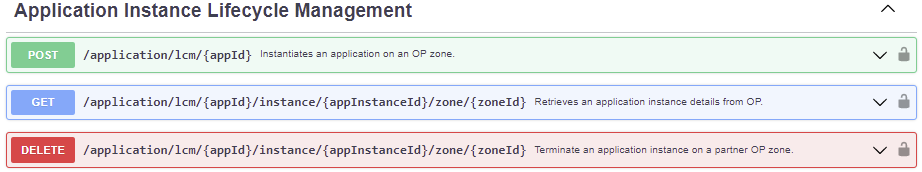 Application Instance Lifecycle Management
POST /application/lcm/{appId} Instantiates an application on an OP zone.
GET /application/lcm/{appId}/instance/{appInstanceId}/zone/{zoneId} Retrieves an application instance details from OP.
DELETE /application/lcm/{appId}/instance/{appInstanceId}/zone/{zoneId} Terminate an application instance on a partner OP zone.